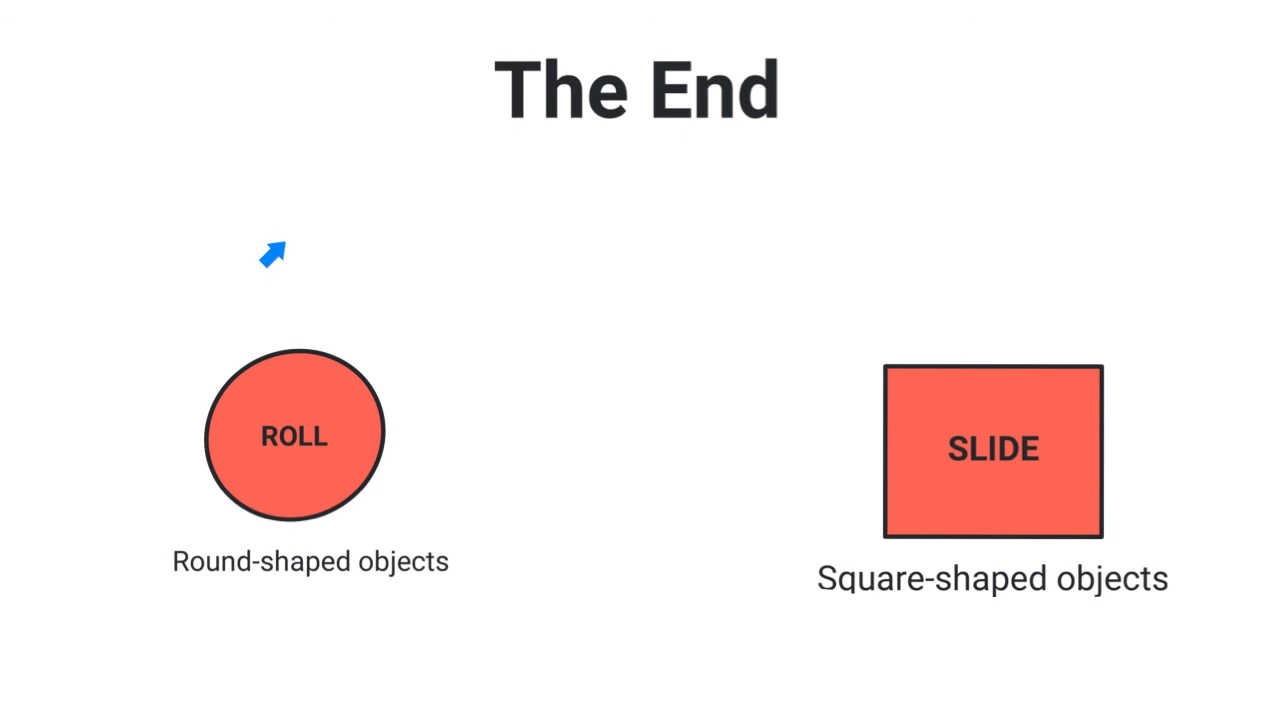 The End
ROLL
SLIDE
Round-shaped objects
Square-shaped objects